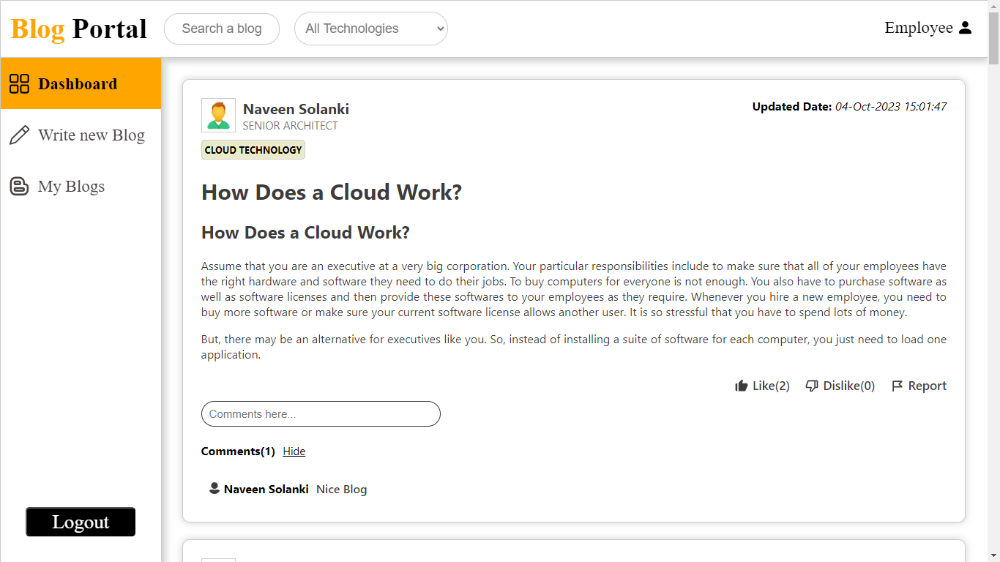 Blog Portal
Search a blog
All Technologies
Employee
Dashboard
Write new Blog
My Blogs
Logout
Naveen Solanki
SENIOR ARCHITECT
Updated Date: 04-Oct-2023 15:01:47
CLOUD TECHNOLOGY
How Does a Cloud Work?
How Does a Cloud Work?
Assume that you are an executive at a very big corporation. Your particular responsibilities include to make sure that all of your employees have
the right hardware and software they need to do their jobs. To buy computers for everyone is not enough. You also have to purchase software as
well as software licenses and then provide these softwares to your employees as they require. Whenever you hire a new employee, you need to
buy more software or make sure your current software license allows another user. It is so stressful that you have to spend lots of money.
But, there may be an alternative for executives like you. So, instead of installing a suite of software for each computer, you just need to load one
application.
Like(2) Dislike(0) Report
Comments here...
Comments(1) Hide
Naveen Solanki Nice Blog